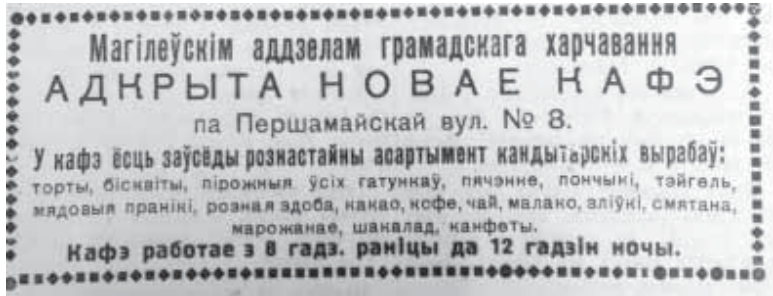 Магілеўскім аддзелам грамадскага харчавання
АДКРЫТА НОВАЕ КАФЭ
па Першамайскай вул. № 8.
У кафэ ёсць заўсёды рознастайны асартымент кандытарскіх вырабаў:
торты, бісквіты, пірожныя ўсіх гатункаў, пячэнне, пончыкі, тэйгель,
мядовыя пранікі, розная здоба, какао, кофе, чай, малако, зліўкі, смятана,
марожанае, шакалад, канфеты.
Кафэ работае з 8 гадз. раніцы да 12 гадзін ночы.